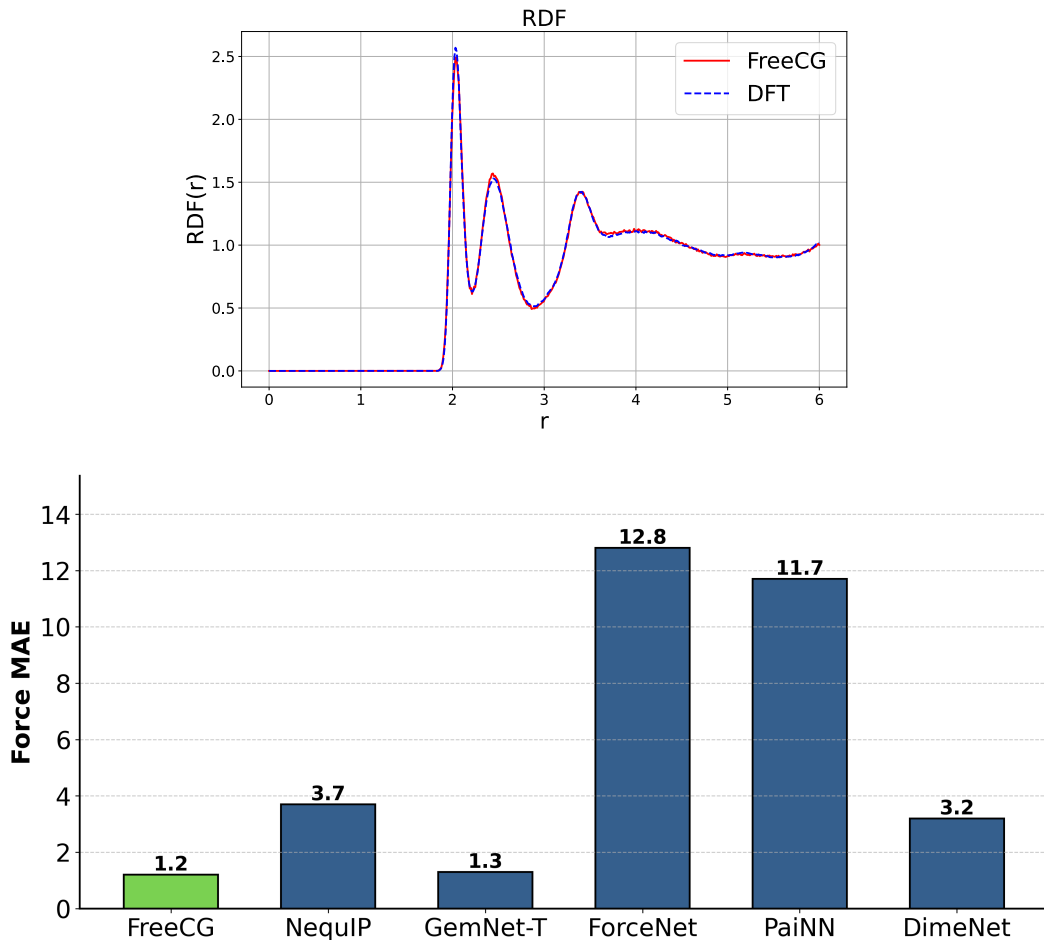 RDF
RDF(r)
2.5
2.0
1.5
1.0
0.5
0.0
FreeCG
DFT
0 1 2 3 4 5 6
r
Force MAE
14
12
10
8
6
4
2
0
1.2 3.7 1.3 12.8 11.7 3.2
FreeCG NequIP GemNet-T ForceNet PaiNN DimeNet